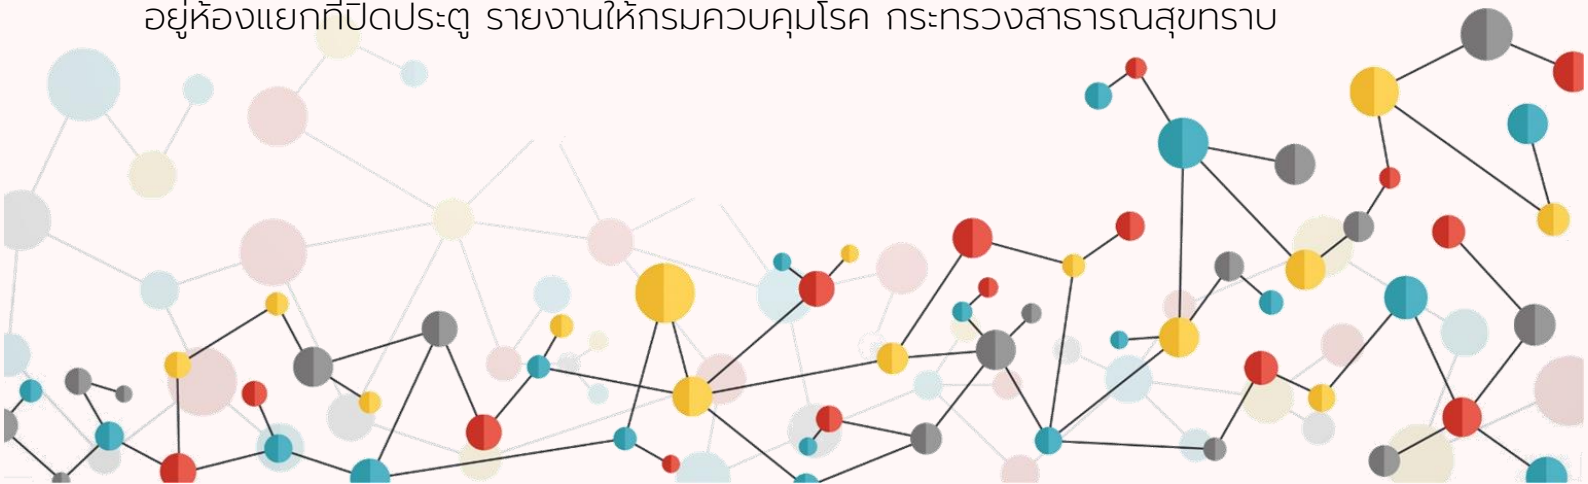 อยู่ห้องแยกที่ปิดประตู รายงานให้กรมควบคุมโรค กระทรวงสาธารณสุขทราบ